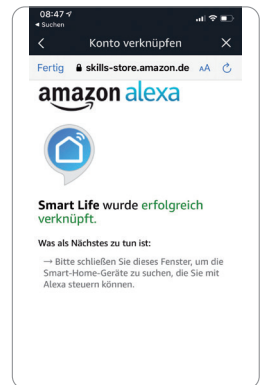 08:47
◂ Suchen
Konto verknüpfen
Fertig skills-store.amazon.de AA
amazon alexa
Smart Life wurde erfolgreich
verknüpft.
Was als Nächstes zu tun ist:
→ Bitte schließen Sie dieses Fenster, um die
Smart-Home-Geräte zu suchen, die Sie mit
Alexa steuern können.